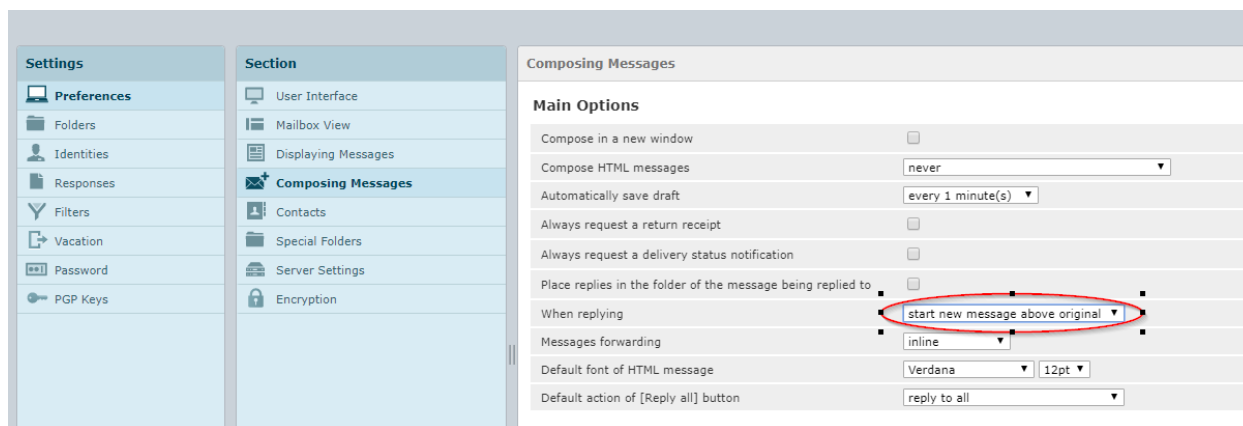 Settings
Preferences
Folders
Identities
Responses
Filters
Vacation
Password
PGP Keys
Section
User Interface
Mailbox View
Displaying Messages
Composing Messages
Contacts
Special Folders
Server Settings
Encryption
Composing Messages
Main Options
Compose in a new window
Compose HTML messages never
Automatically save draft every 1 minute(s)
Always request a return receipt
Always request a delivery status notification
Place replies in the folder of the message being replied to
When replying start new message above original
Messages forwarding inline
Default font of HTML message Verdana 12pt
Default action of [Reply all] button reply to all